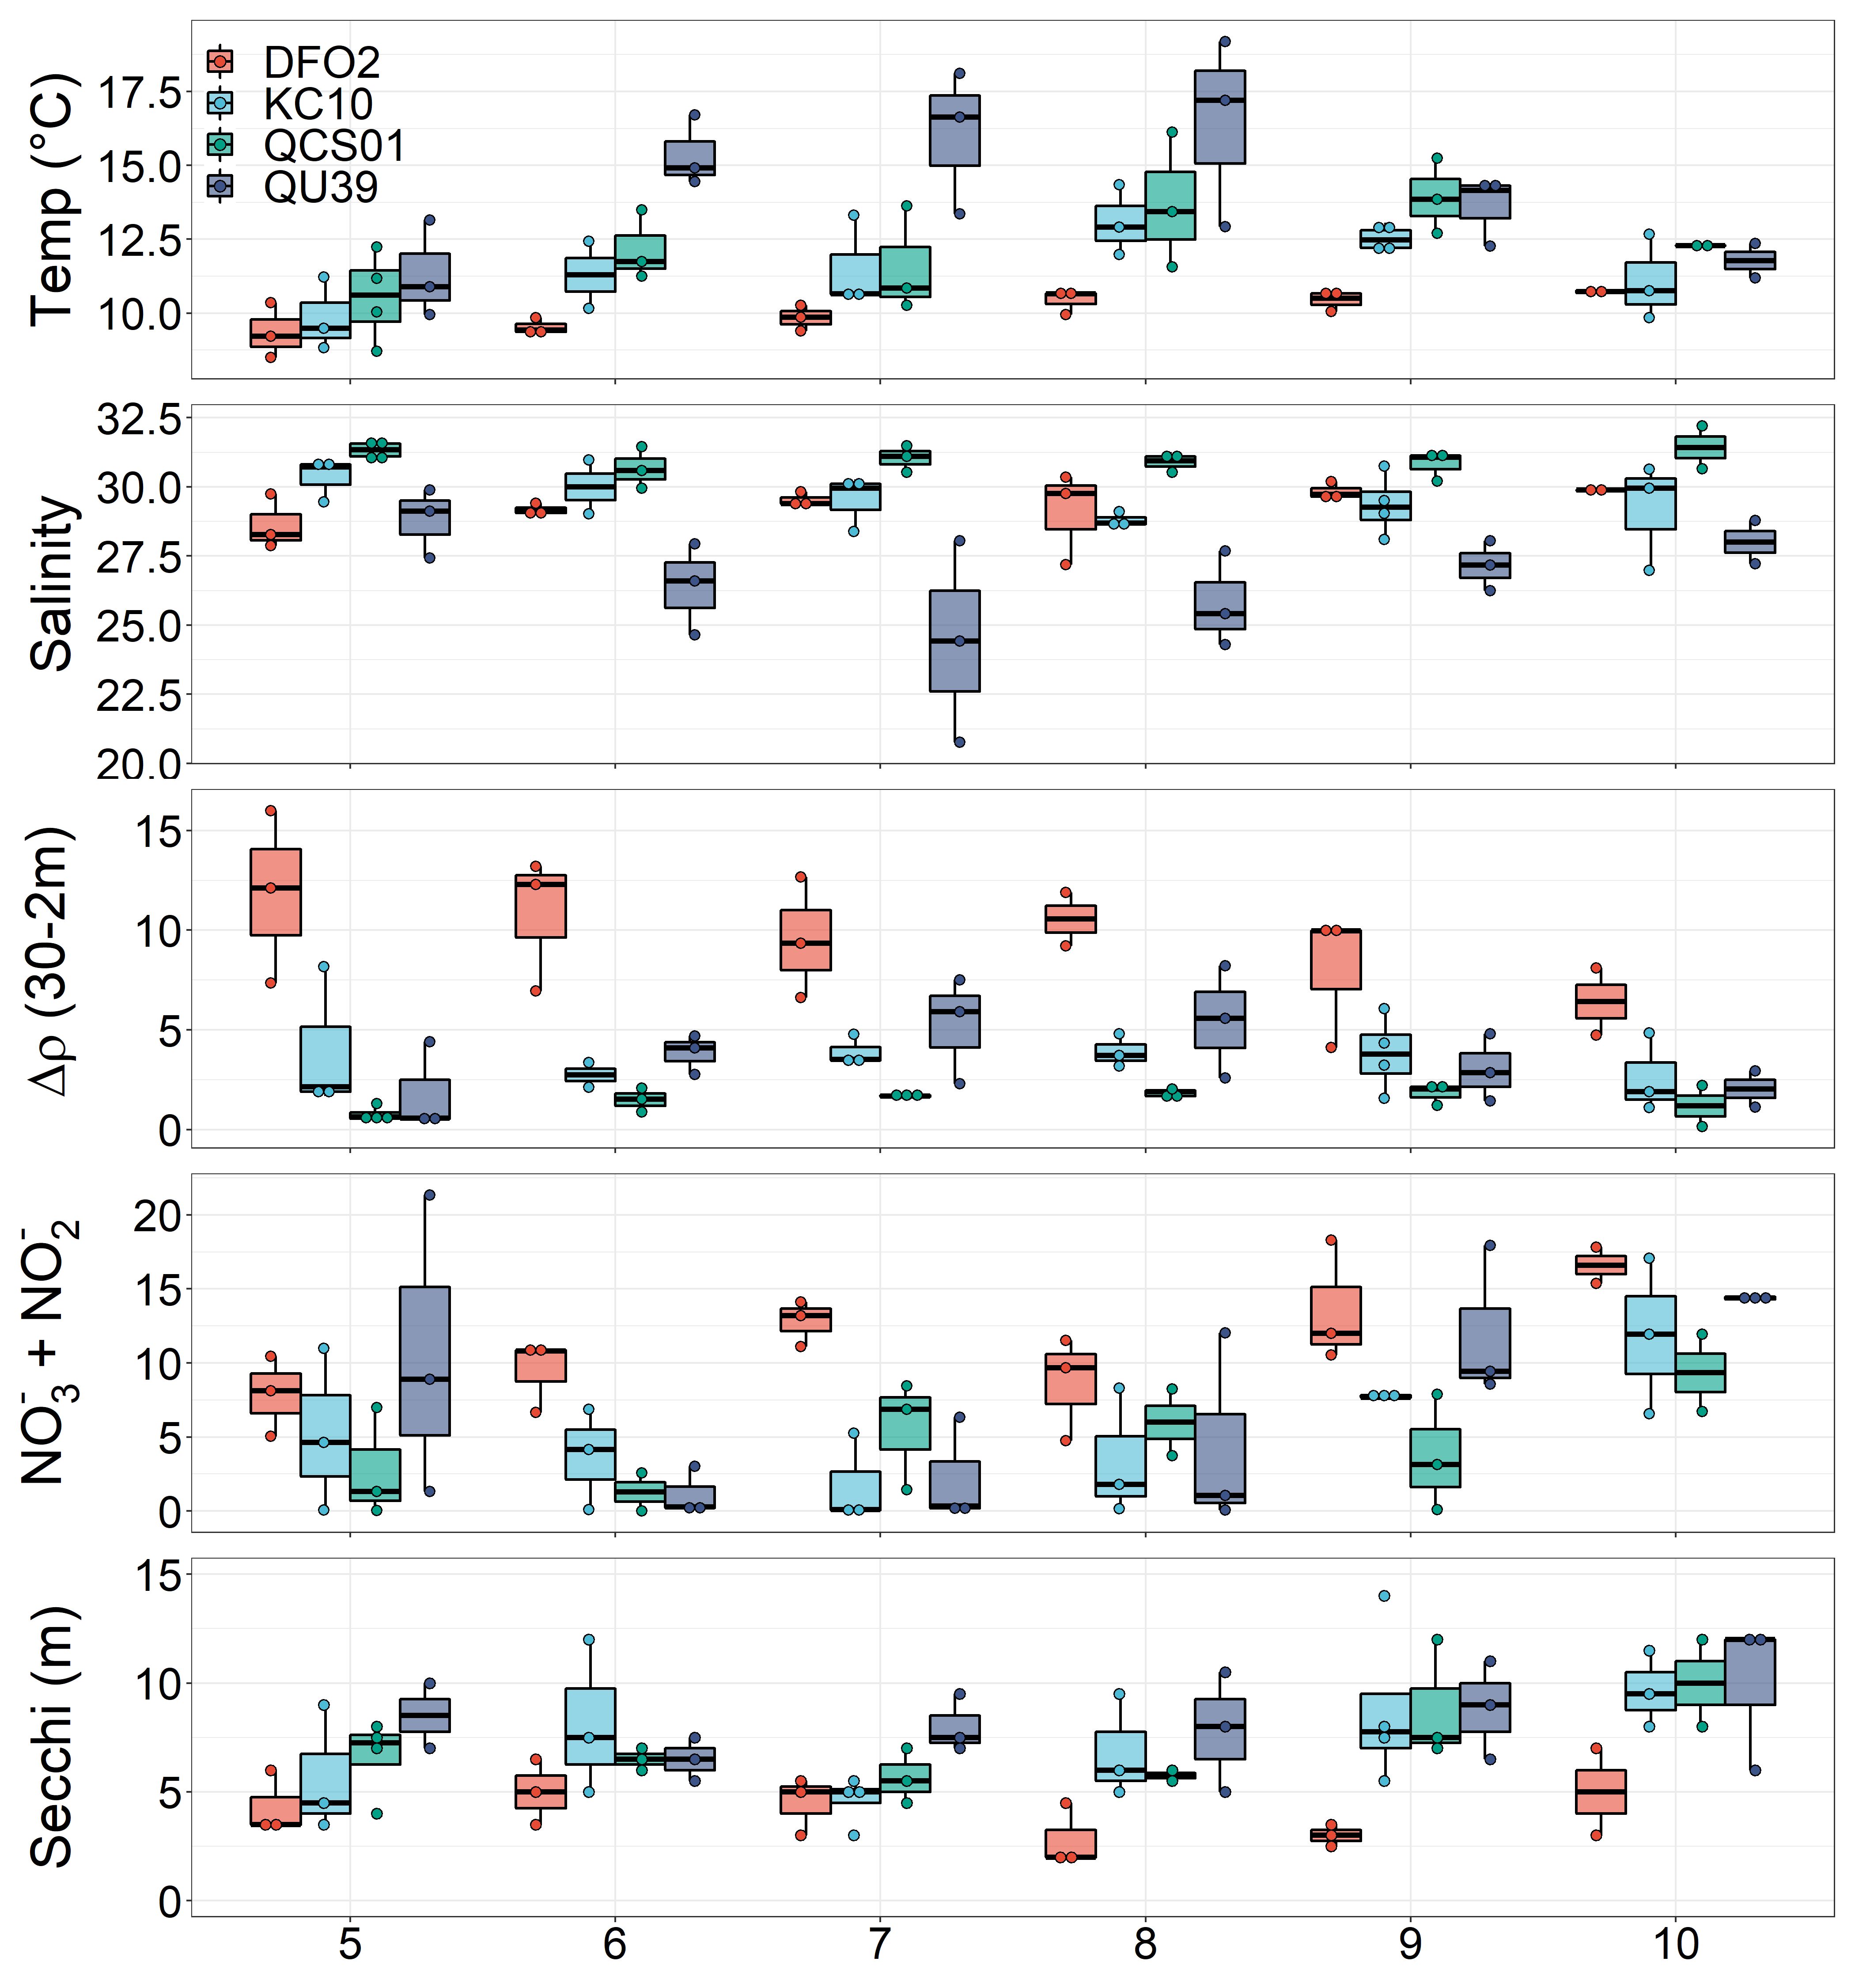 Temp (°C)
17.5
15.0
12.5
10.0
DFO2
KC10
QCS01
QU39
Salinity
32.5
30.0
27.5
25.0
22.5
20.0
Δρ (30-2m)
15
10
5
0
NO₃⁻ + NO₂⁻
20
15
10
5
0
Secchi (m)
15
10
5
0
5 6 7 8 9 10